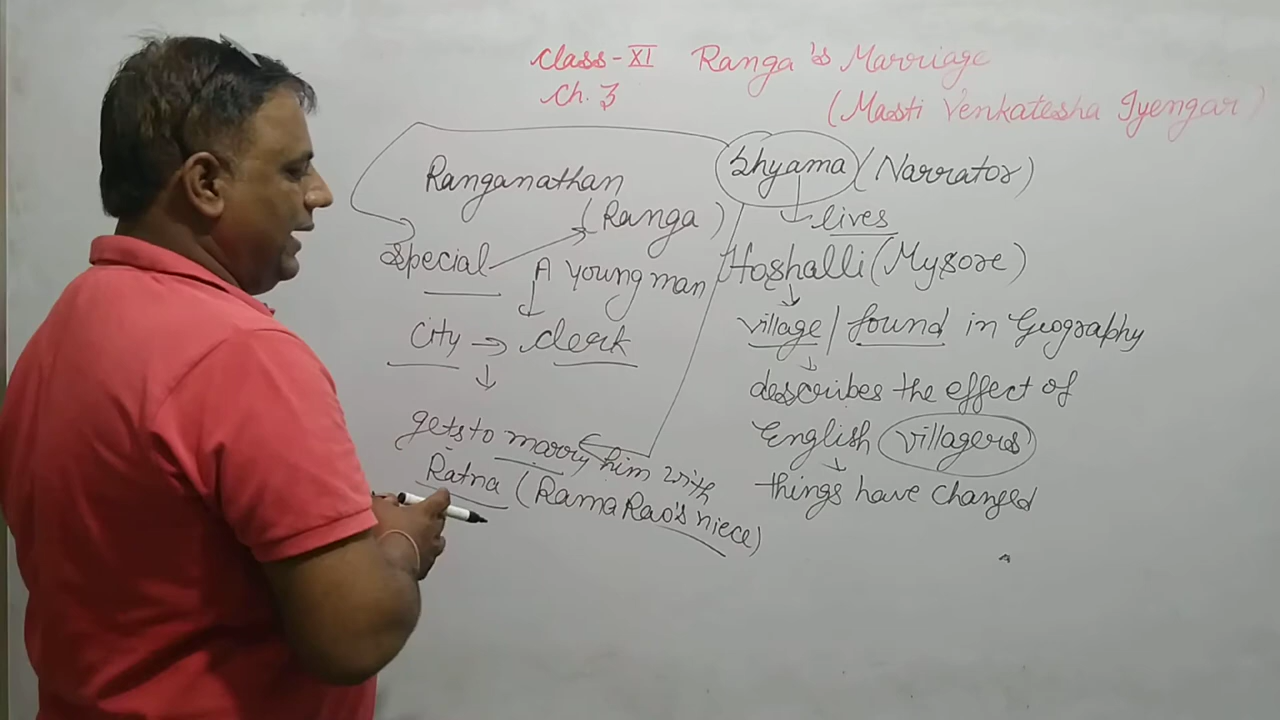 Class-XI Ranga's Marriage
Ch. 3 (Masti Venkatesha Iyengar)
Ranganathan
(Ranga)
Special A young man
City → Clerk
gets to marry him with
Ratna (Rama Rao's niece)
Shyama (Narrator)
lives
Hoshalli (Mysore)
village / found in Geography
describes the effect of
English villagers
things have changed